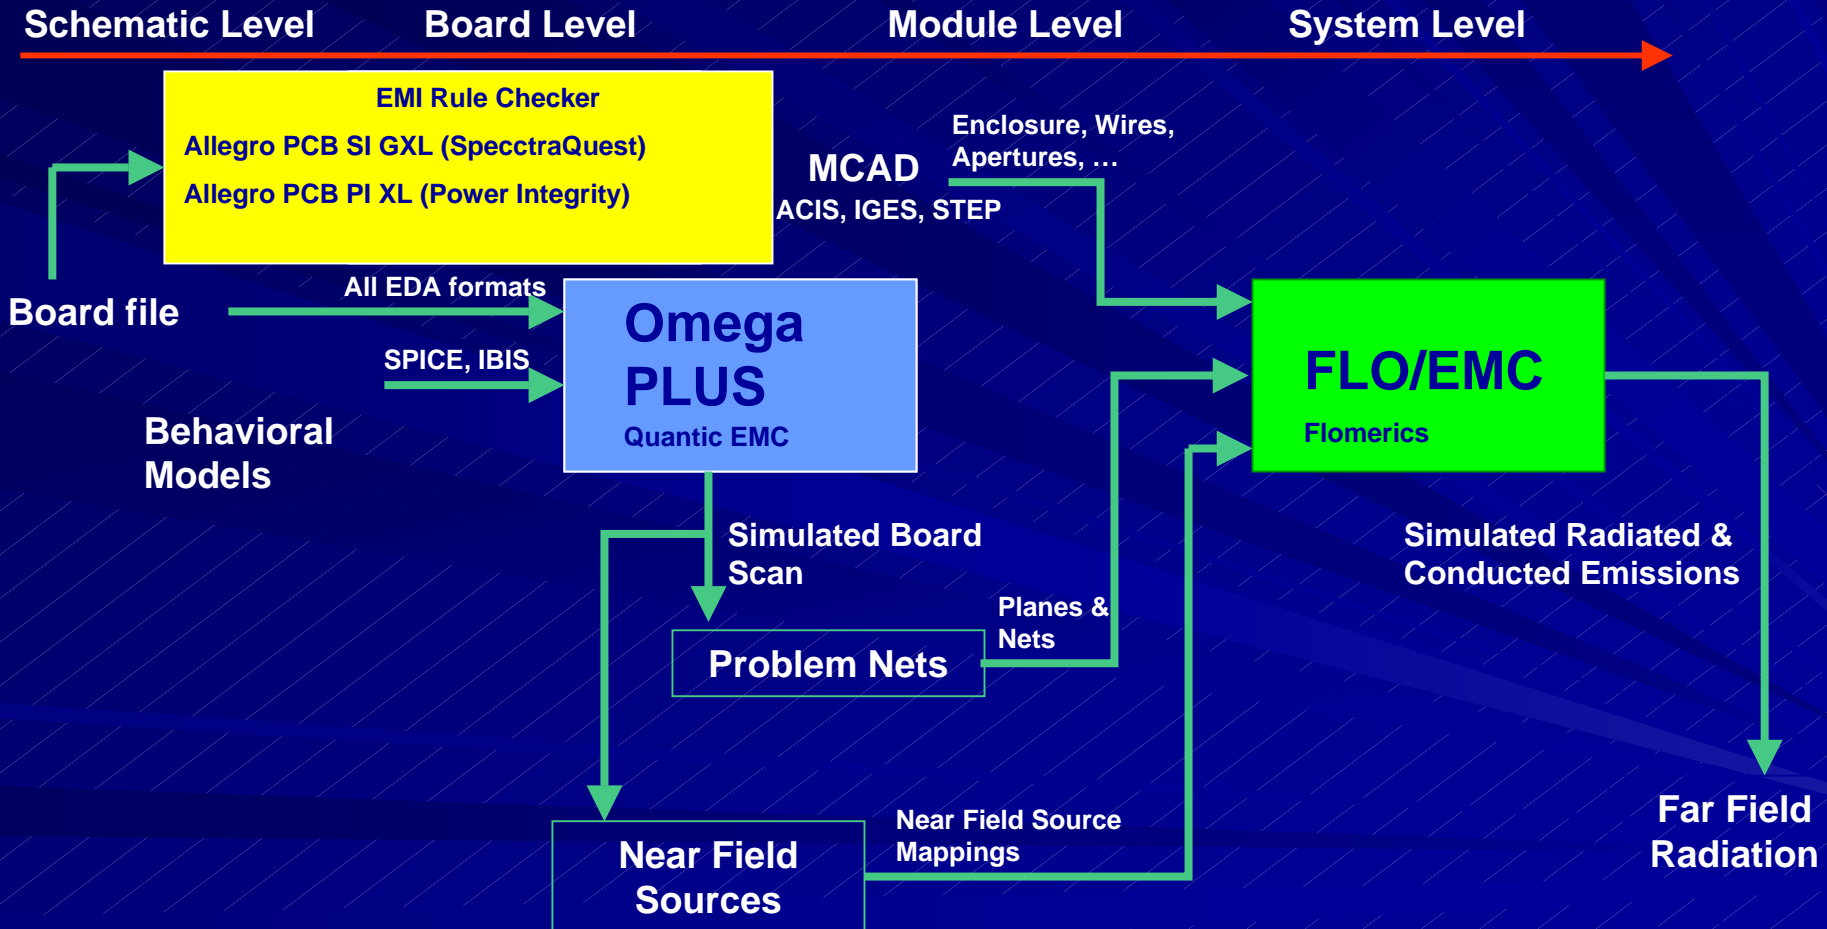 Schematic Level
Board Level
Module Level
System Level
EMI Rule Checker
Allegro PCB SI GXL (SpecctraQuest)
Allegro PCB PI XL (Power Integrity)
MCAD
ACIS, IGES, STEP
Enclosure, Wires,
Apertures, …
Board file
All EDA formats
SPICE, IBIS
Behavioral
Models
Omega
PLUS
Quantic EMC
FLO/EMC
Flomerics
Simulated Board
Scan
Simulated Radiated &
Conducted Emissions
Planes &
Nets
Problem Nets
Near Field Source
Mappings
Near Field
Sources
Far Field
Radiation